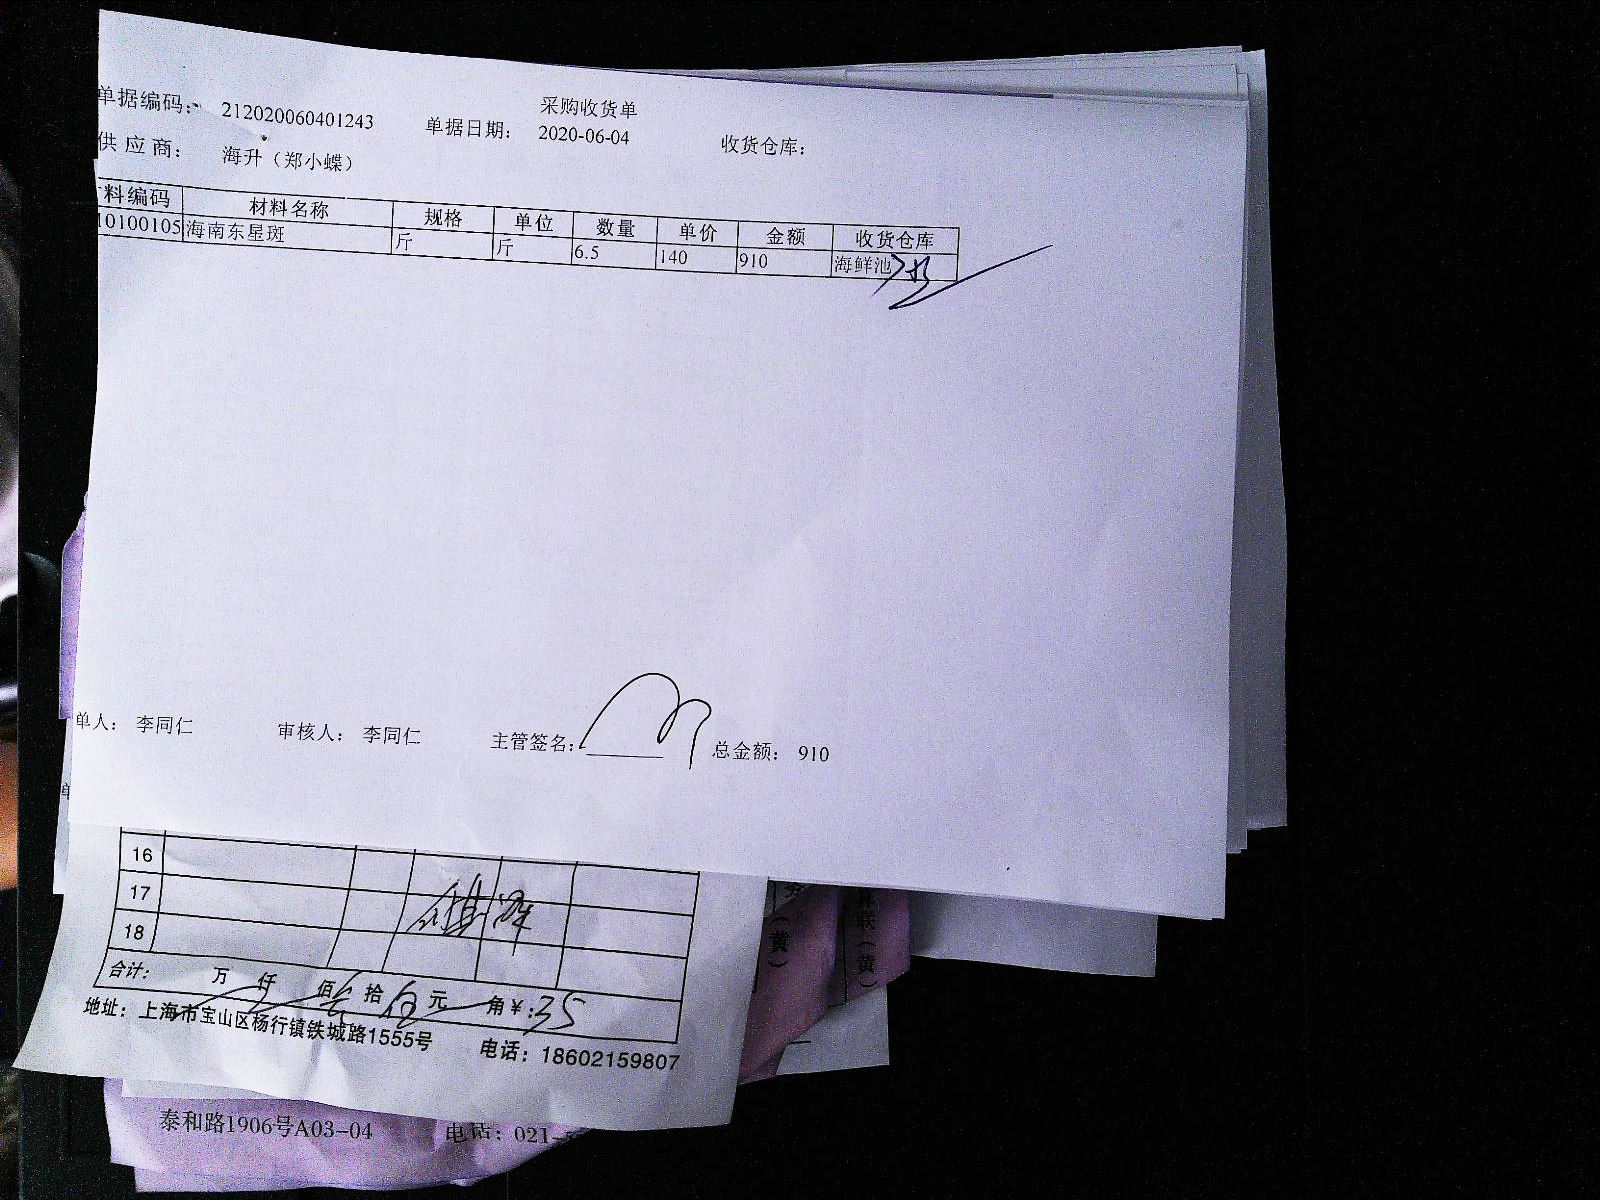 采购收货单
单据编码： 212020060401243 单据日期： 2020-06-04 收货仓库：
供应商： 海升（郑小蝶）
料编码 材料名称 规格 单位 数量 单价 金额 收货仓库
10100105 海南东星斑 斤 斤 6.5 140 910 海鲜池
单人： 李同仁 审核人： 李同仁 主管签名： 总金额： 910
16
17
18
合计： 万 仟 佰 拾 伍 元 角 ￥：35
地址：上海市宝山区杨行镇铁城路1555号 电话：18602159807
（黄） 联（黄）
泰和路1906号A03-04 电话：021-